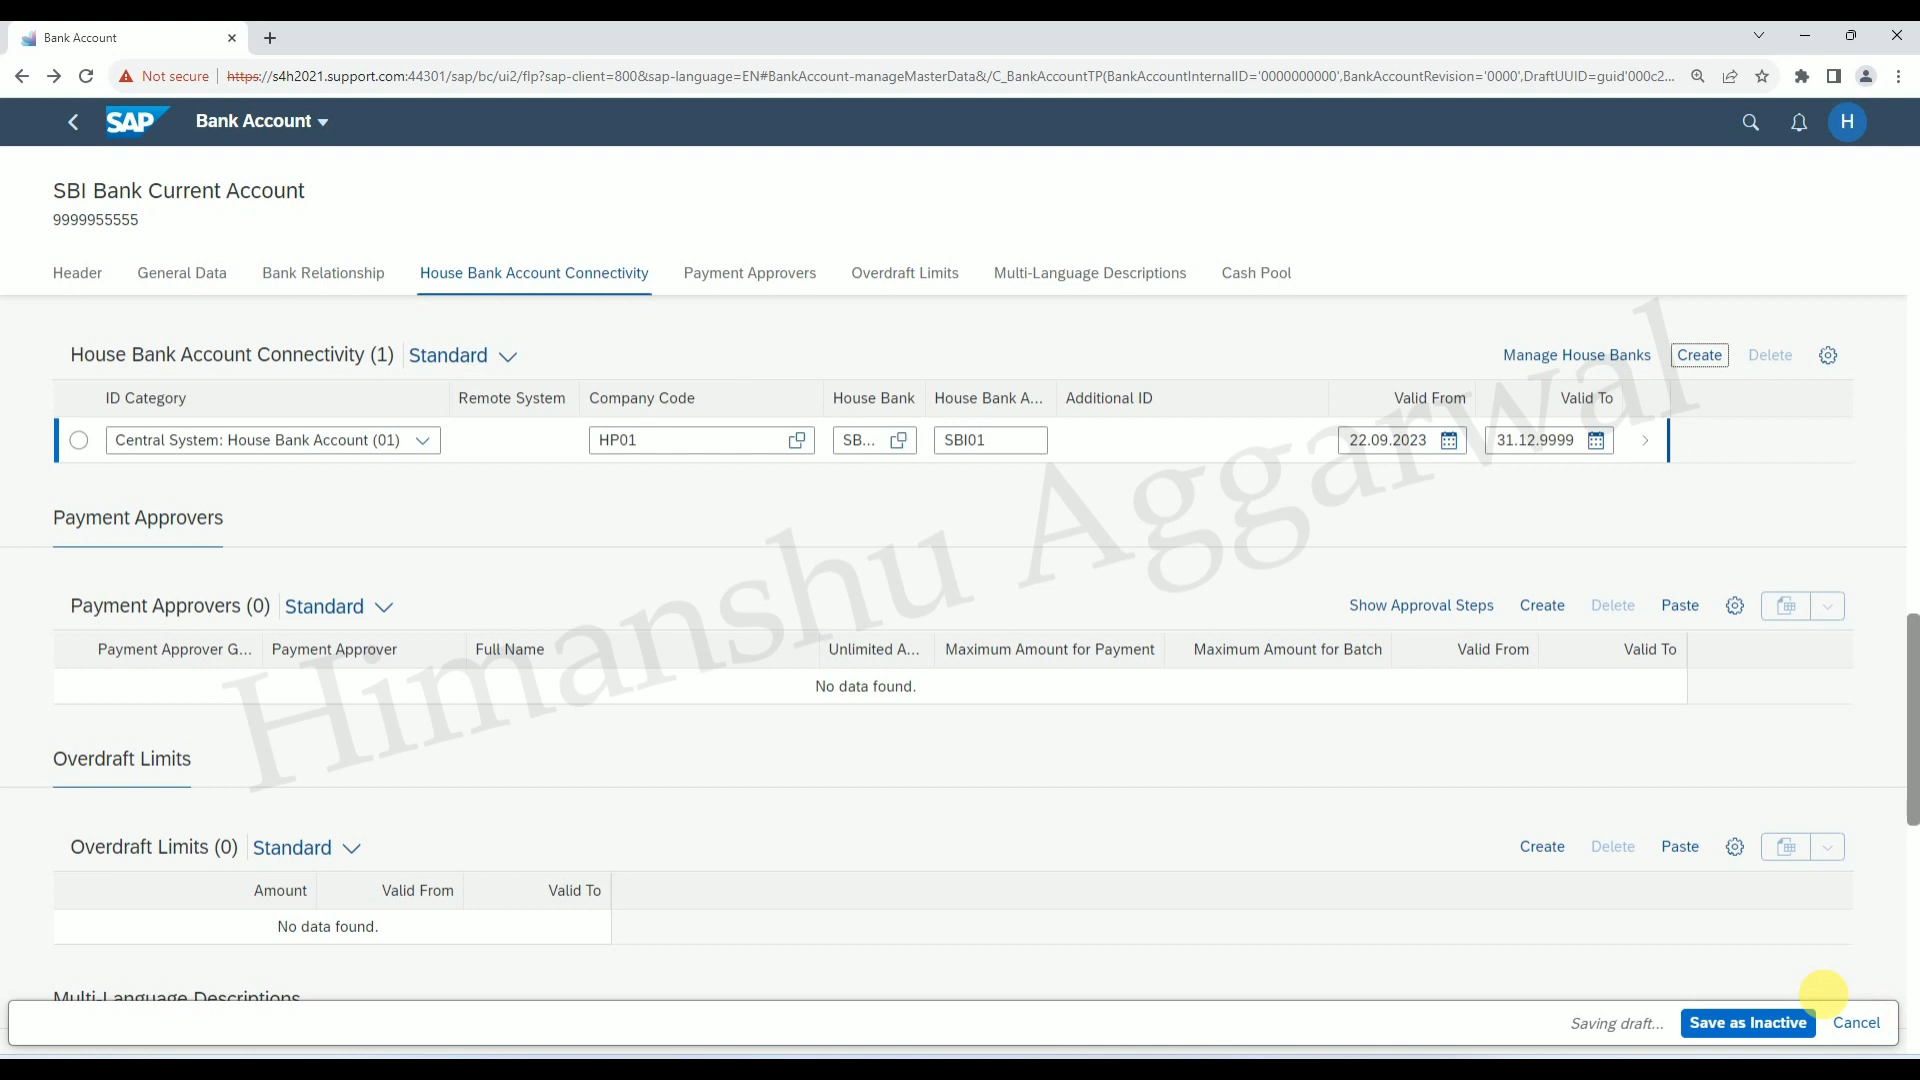 Bank Account
Not secure https://s4h2021.support.com:44301/sap/bc/ui2/flp?sap-client=800&sap-language=EN#BankAccount-manageMasterData&/C_BankAccountTP(BankAccountInternalID='0000000000',BankAccountRevision='0000',DraftUUID=guid'000c2...
SAP Bank Account H
SBI Bank Current Account
9999955555
Header General Data Bank Relationship House Bank Account Connectivity Payment Approvers Overdraft Limits Multi-Language Descriptions Cash Pool
House Bank Account Connectivity (1) Standard Manage House Banks Create Delete
ID Category Remote System Company Code House Bank House Bank A... Additional ID Valid From Valid To
Central System: House Bank Account (01) HP01 SB... SBI01 22.09.2023 31.12.9999
Payment Approvers
Payment Approvers (0) Standard Show Approval Steps Create Delete Paste
Payment Approver G... Payment Approver Full Name Unlimited A... Maximum Amount for Payment Maximum Amount for Batch Valid From Valid To
No data found.
Himanshu Aggarwal
Overdraft Limits
Overdraft Limits (0) Standard Create Delete Paste
Amount Valid From Valid To
No data found.
Multi-Language Descriptions
Saving draft... Save as Inactive Cancel